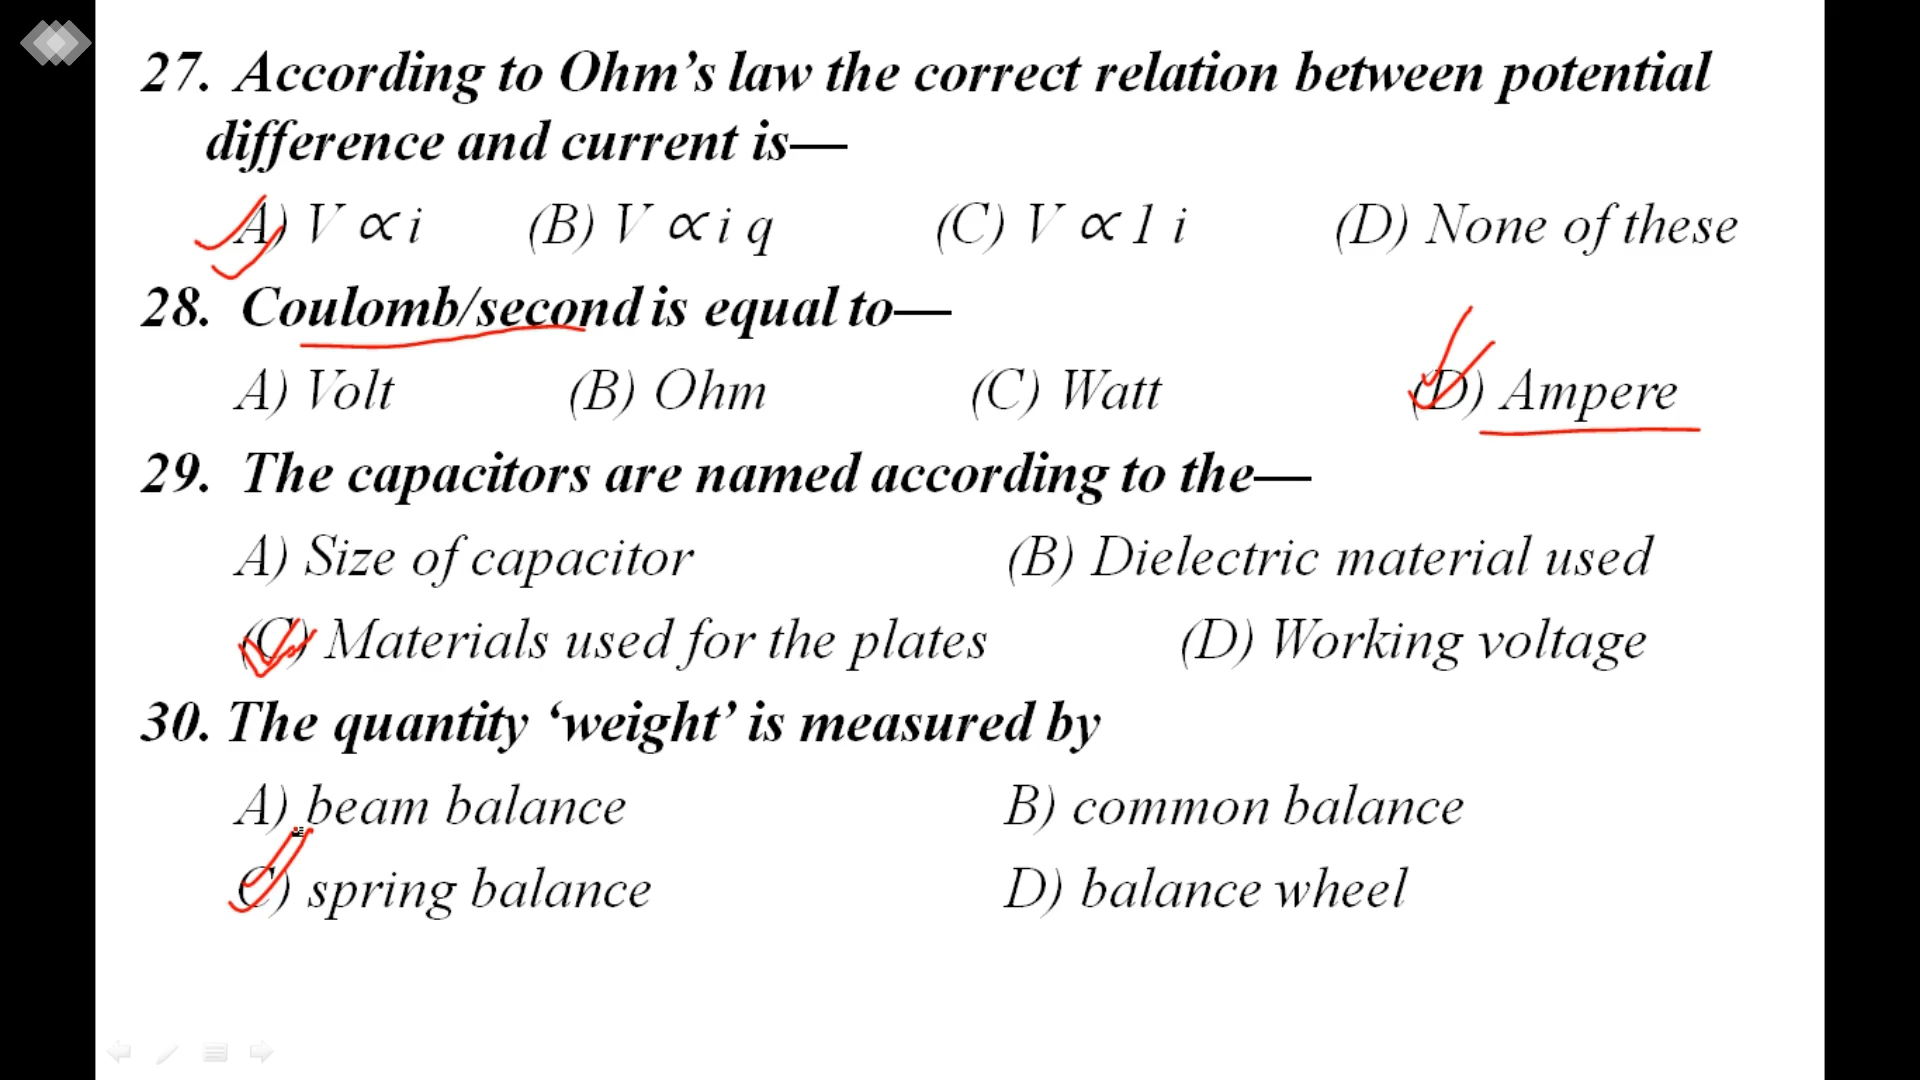 27. According to Ohm’s law the correct relation between potential
difference and current is—
A) V ∝ i (B) V ∝ i q (C) V ∝ 1 i (D) None of these
28. Coulomb/second is equal to—
A) Volt (B) Ohm (C) Watt (D) Ampere
29. The capacitors are named according to the—
A) Size of capacitor (B) Dielectric material used
(C) Materials used for the plates (D) Working voltage
30. The quantity ‘weight’ is measured by
A) beam balance B) common balance
C) spring balance D) balance wheel